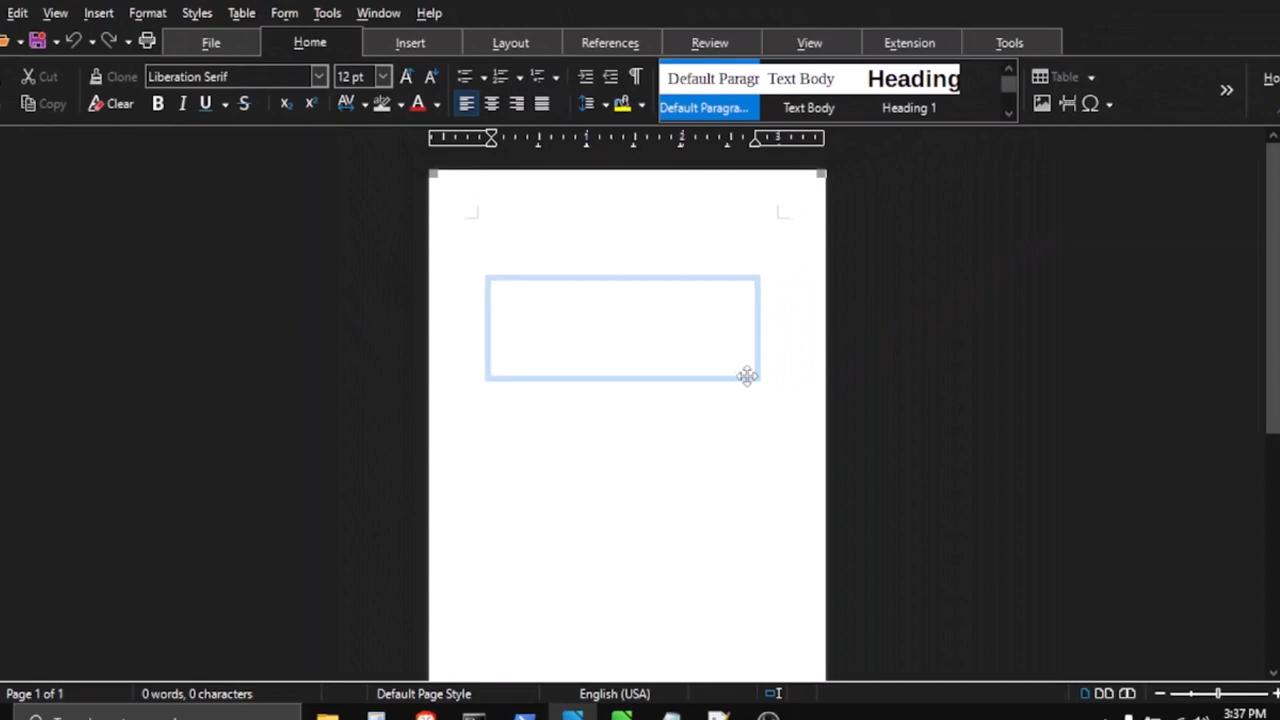 Edit View Insert Format Styles Table Form Tools Window Help
File Home Insert Layout References Review View Extension Tools
Cut Clone Liberation Serif 12 pt Default Paragr Text Body Heading Table Ho
Copy Clear B I U S Default Paragra... Text Body Heading 1
Page 1 of 1 0 words, 0 characters Default Page Style English (USA)
3:37 PM